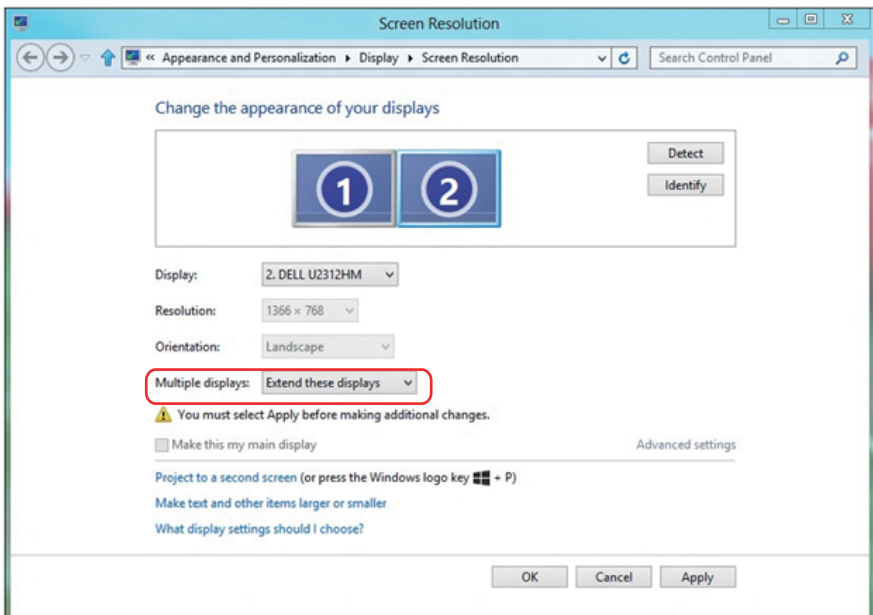 Screen Resolution
« Appearance and Personalization ▸ Display ▸ Screen Resolution
Search Control Panel
Change the appearance of your displays
1 2
Detect
Identify
Display: 2. DELL U2312HM
Resolution: 1366 × 768
Orientation: Landscape
Multiple displays: Extend these displays
You must select Apply before making additional changes.
Make this my main display
Advanced settings
Project to a second screen (or press the Windows logo key + P)
Make text and other items larger or smaller
What display settings should I choose?
OK Cancel Apply